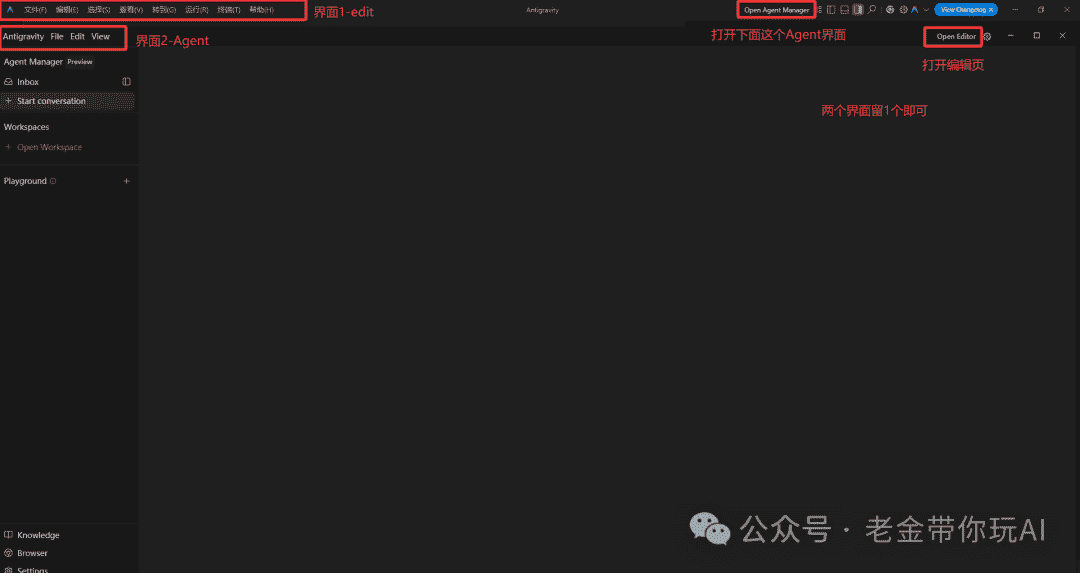 文件(F) 编辑(E) 选择(S) 查看(V) 转到(G) 运行(R) 终端(T) 帮助(H) 界面1-edit Antigravity Open Agent Manager View Changelog
Antigravity File Edit View 界面2-Agent 打开下面这个Agent界面 Open Editor
Agent Manager Preview 打开编辑页
Inbox
Start conversation 两个界面留1个即可
Workspaces
Open Workspace
Playground
公众号 · 老金带你玩AI
Knowledge
Browser
Settings